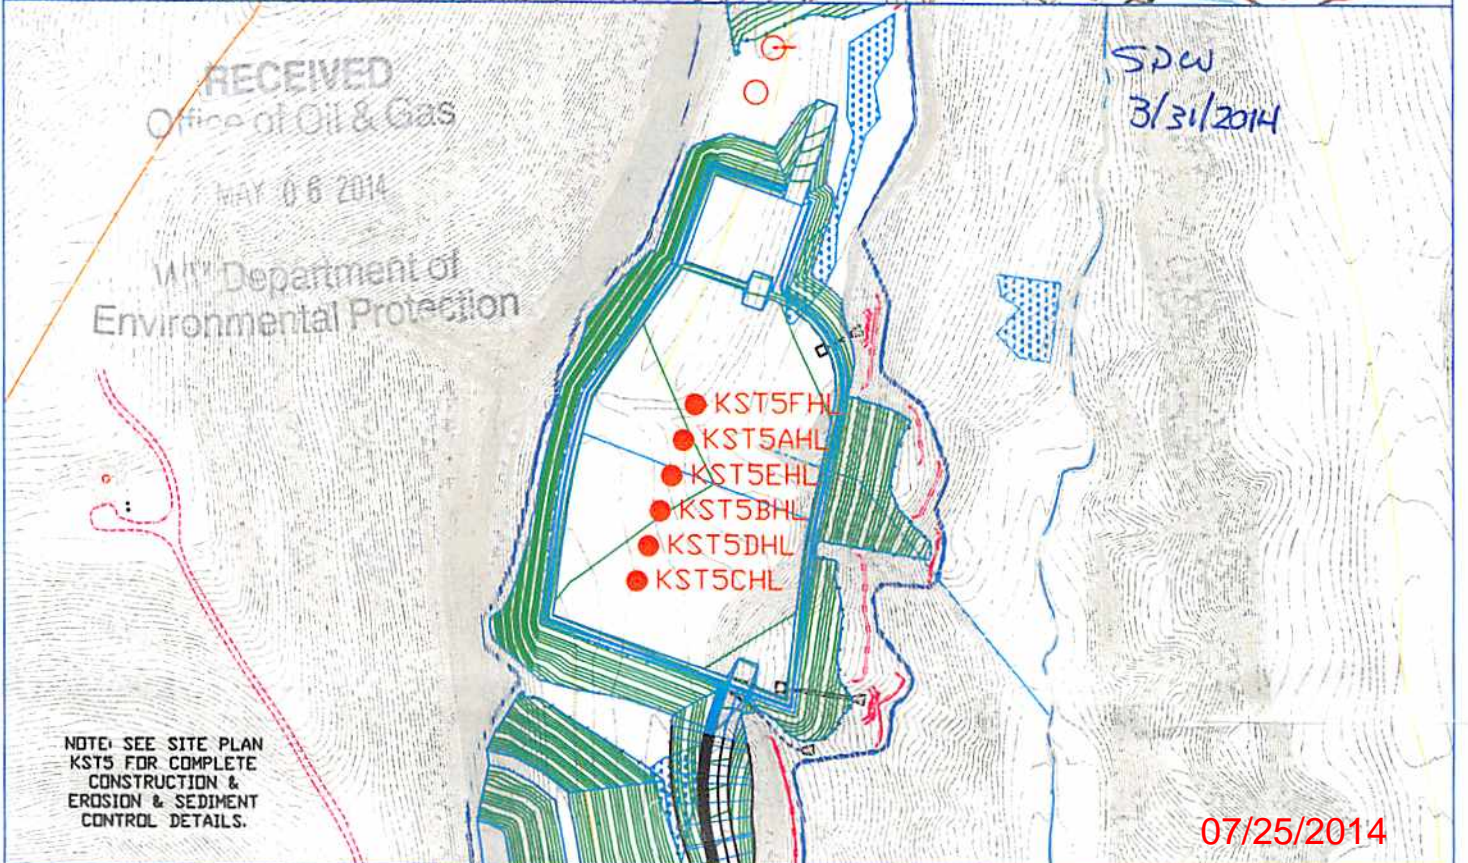 RECEIVED
Office of Oil & Gas
MAY 06 2014
WV Department of
Environmental Protection
SDW
3/31/2014
KST5FHL
KST5AHL
KST5EHL
KST5BHL
KST5DHL
KST5CHL
NOTE: SEE SITE PLAN
KST5 FOR COMPLETE
CONSTRUCTION &
EROSION & SEDIMENT
CONTROL DETAILS.
07/25/2014